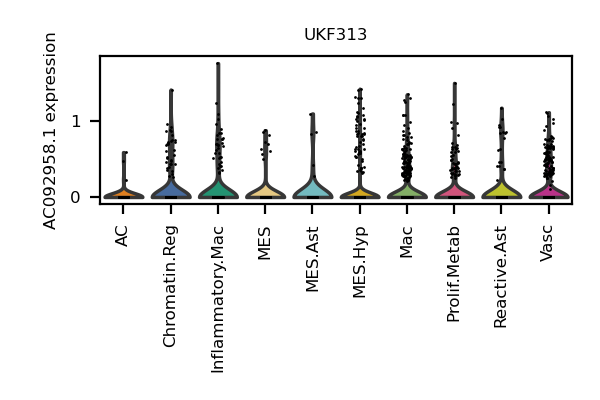 UKF313
AC092958.1 expression
1
0
AC
Chromatin.Reg
Inflammatory.Mac
MES
MES.Ast
MES.Hyp
Mac
Prolif.Metab
Reactive.Ast
Vasc